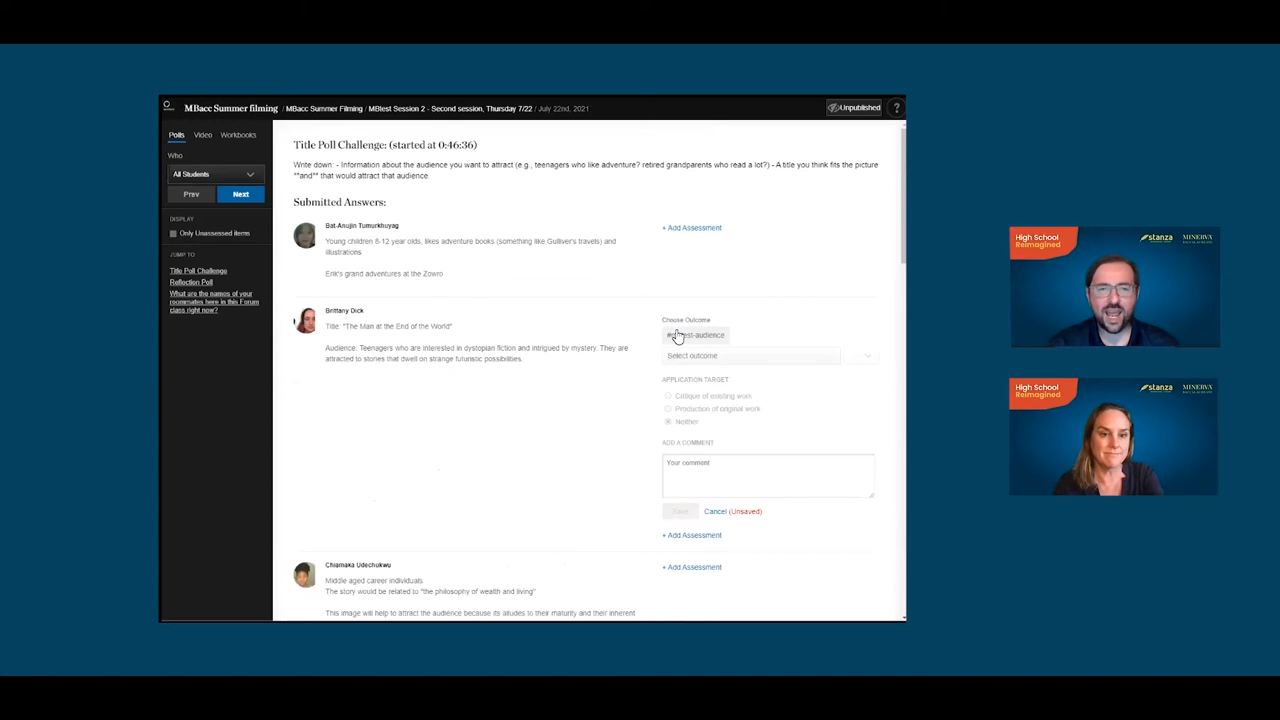 MBacc Summer filming / MBacc Summer Filming / MBtest Session 2 - Second session, Thursday 7/22 / July 22nd, 2021
Unpublished
?
Polls Video Workbooks
Who
All Students
Prev Next
DISPLAY
Only Unassessed items
JUMP TO
Title Poll Challenge
Reflection Poll
What are the names of your
roommates here in this Forum
class right now?
Title Poll Challenge: (started at 0:46:36)
Write down: - Information about the audience you want to attract (e.g., teenagers who like adventure? retired grandparents who read a lot?) - A title you think fits the picture
**and** that would attract that audience.
Submitted Answers:
Bat-Anujin Tumurkhuyag
Young children 8-12 year olds, likes adventure books (something like Gulliver's travels) and
illustrations
Erik's grand adventures at the Zowro
+ Add Assessment
Brittany Dick
Title: "The Man at the End of the World"
Audience: Teenagers who are interested in dystopian fiction and intrigued by mystery. They are
attracted to stories that dwell on strange futuristic possibilities.
Choose Outcome
Select outcome
APPLICATION TARGET
Critique of existing work
Production of original work
Neither
ADD A COMMENT
Your comment
Save Cancel (Unsaved)
+ Add Assessment
Chiamaka Udechukwu
Middle aged career individuals
The story would be related to "the philosophy of wealth and living"
This image will help to attract the audience because its alludes to their maturity and their inherent
+ Add Assessment
High School
Reimagined
stanza
MINERVA
High School
Reimagined
stanza
MINERVA